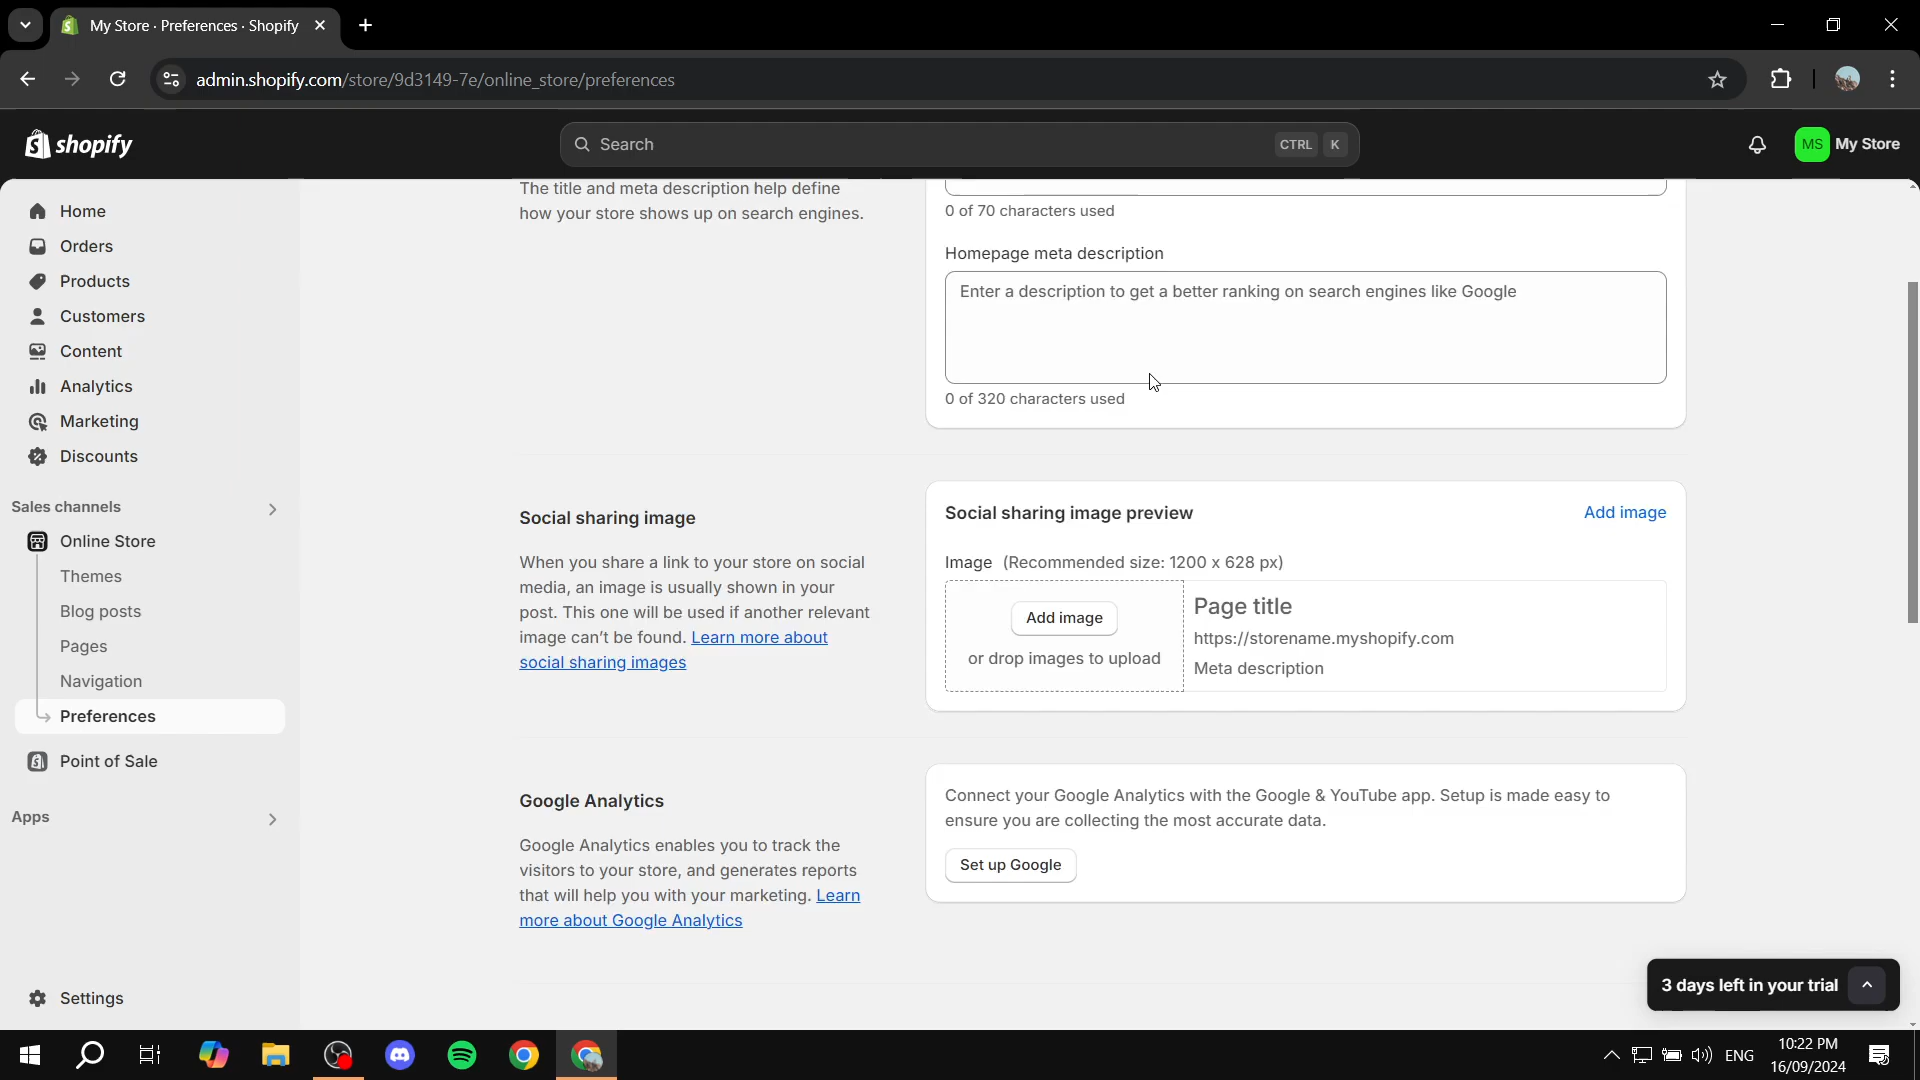 My Store · Preferences · Shopify
admin.shopify.com/store/9d3149-7e/online_store/preferences
shopify
Search
CTRL K
MS My Store
Home
Orders
Products
Customers
Content
Analytics
Marketing
Discounts
Sales channels
Online Store
Themes
Blog posts
Pages
Navigation
Preferences
Point of Sale
Apps
Settings
The title and meta description help define
how your store shows up on search engines.
0 of 70 characters used
Homepage meta description
Enter a description to get a better ranking on search engines like Google
0 of 320 characters used
Social sharing image
When you share a link to your store on social
media, an image is usually shown in your
post. This one will be used if another relevant
image can't be found. Learn more about
social sharing images
Social sharing image preview
Add image
Image (Recommended size: 1200 x 628 px)
Add image
or drop images to upload
Page title
https://storename.myshopify.com
Meta description
Google Analytics
Google Analytics enables you to track the
visitors to your store, and generates reports
that will help you with your marketing. Learn
more about Google Analytics
Connect your Google Analytics with the Google & YouTube app. Setup is made easy to
ensure you are collecting the most accurate data.
Set up Google
3 days left in your trial
ENG
10:22 PM
16/09/2024